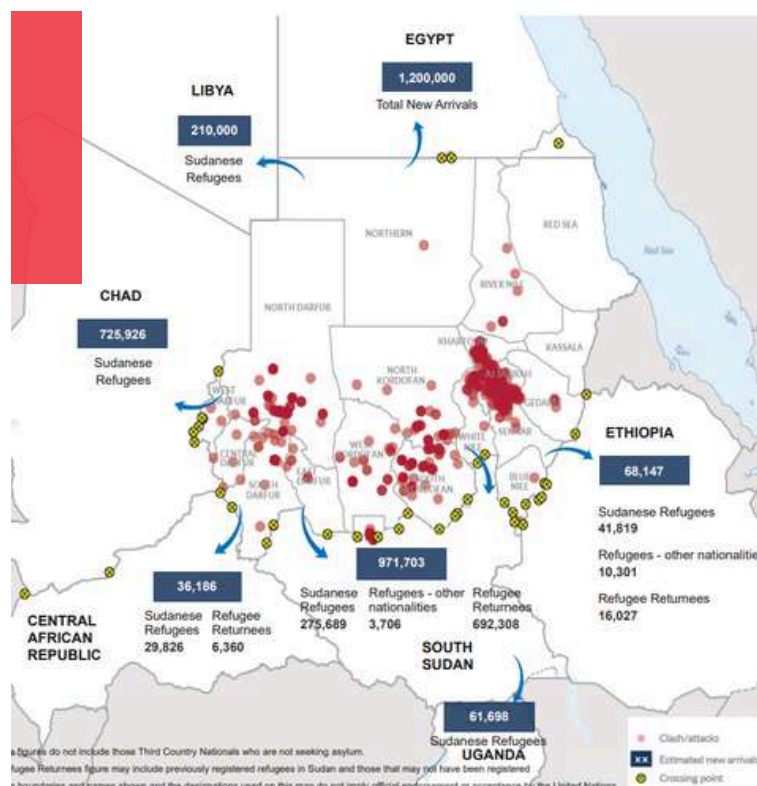 EGYPT
1,200,000
Total New Arrivals
LIBYA
210,000
Sudanese
Refugees
RED SEA
Red Sea
NORTHERN
RIVER NILE
NORTH DARFUR
CHAD
725,926
Sudanese
Refugees
KHARTOUM
KASSALA
AJ JAZIRAH
NORTH
KORDOFAN
GEDAREF
WEST
DARFUR
WHITE
NILE
SENNAR
CENTRAL
DARFUR
WEST
KORDOFAN
EAST
DARFUR
SOUTH
KORDOFAN
SOUTH
DARFUR
BLUE
NILE
ETHIOPIA
68,147
Sudanese Refugees
41,819
Refugees - other nationalitie
10,301
Refugee Returnees
16,027
36,186
Sudanese Refugee
Refugees Returnees
29,826 6,360
CENTRAL
AFRICAN
REPUBLIC
971,703
Sudanese Refugees - other Refugee
Refugees nationalities Returnees
275,689 3,706 692,308
SOUTH
SUDAN
61,698
Sudanese Refugees
UGANDA
Clash/attacks
xx Estimated new arrivals
Crossing point
figures do not include those Third Country Nationals who are not seeking asylum.
Returnees figure may include previously registered refugees in Sudan and those that may not have been registered
boundaries and names shown and the designations used on this map do not imply official endorsement or acceptance by the United Nations